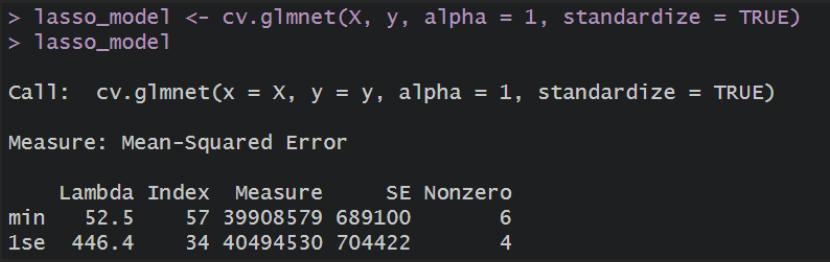 > lasso_model <- cv.glmnet(X, y, alpha = 1, standardize = TRUE)
> lasso_model
Call:  cv.glmnet(x = X, y = y, alpha = 1, standardize = TRUE)
Measure: Mean-Squared Error
    Lambda Index  Measure     SE Nonzero
min   52.5    57 39908579 689100       6
1se  446.4    34 40494530 704422       4